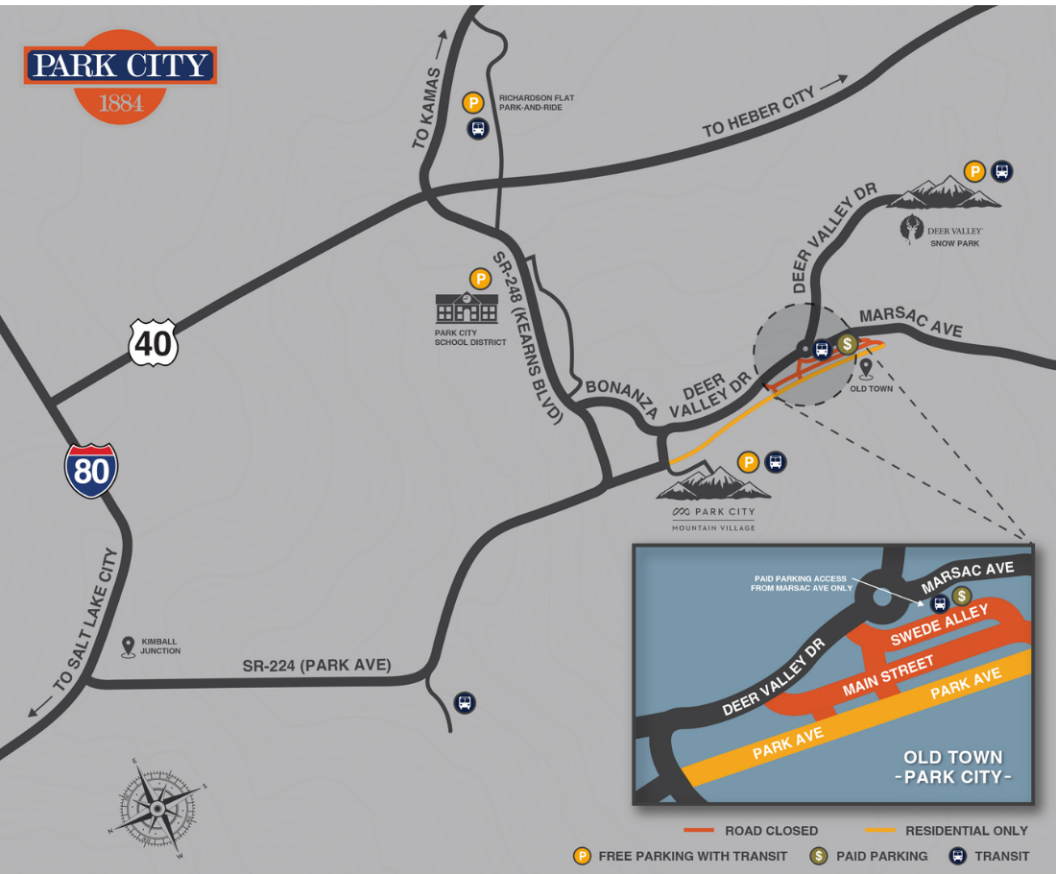 PARK CITY
1884
TO KAMAS
P
RICHARDSON FLAT
PARK-AND-RIDE
TO HEBER CITY
P
DEER VALLEY DR
DEER VALLEY
SNOW PARK
SR-248 (KEARNS BLVD)
P
PARK CITY
SCHOOL DISTRICT
40
MARSAC AVE
$
OLD TOWN
BONANZA
DEER
VALLEY DR
80
P
PARK CITY
MOUNTAIN VILLAGE
TO SALT LAKE CITY
KIMBALL
JUNCTION
SR-224 (PARK AVE)
PAID PARKING ACCESS
FROM MARSAC AVE ONLY
MARSAC AVE
$
SWEDE ALLEY
DEER VALLEY DR
MAIN STREET
PARK AVE
PARK AVE
OLD TOWN
-PARK CITY-
S
E
N
W
ROAD CLOSED
RESIDENTIAL ONLY
P FREE PARKING WITH TRANSIT
$ PAID PARKING
TRANSIT